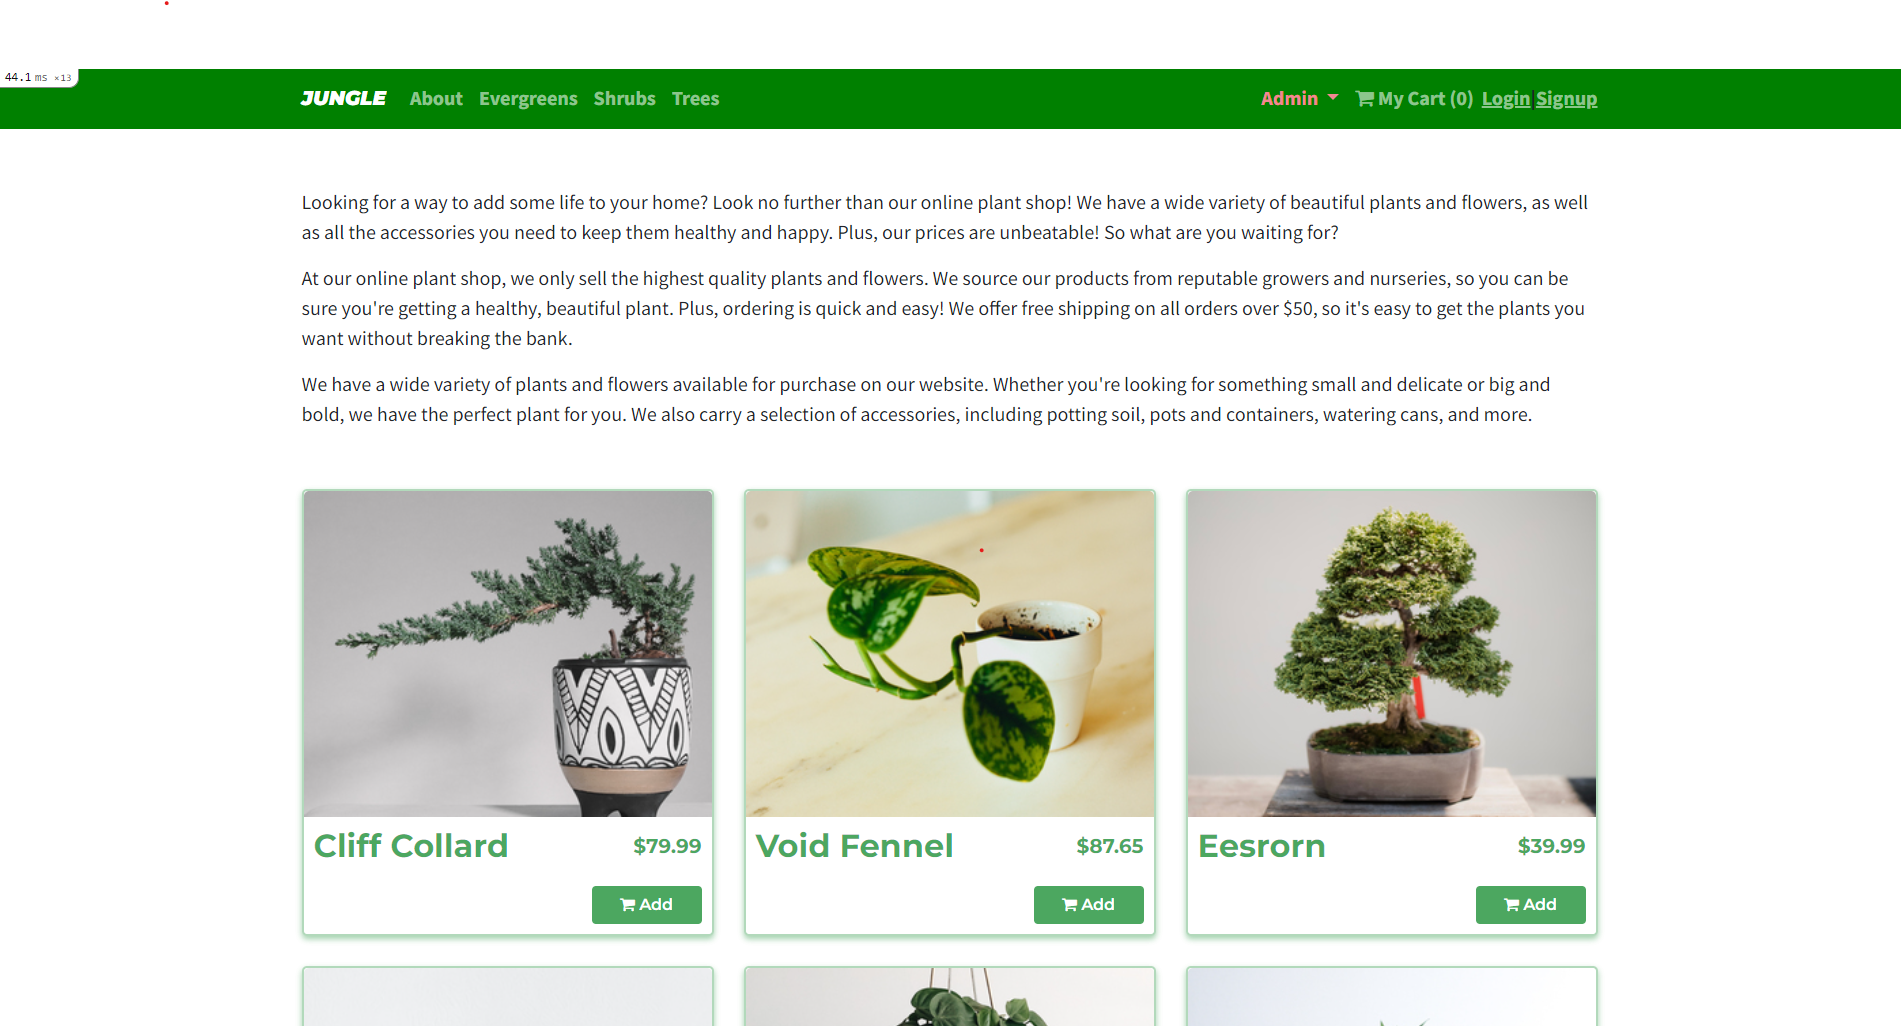 44.1 ms ×13
JUNGLE About Evergreens Shrubs Trees Admin My Cart (0) Login|Signup
Looking for a way to add some life to your home? Look no further than our online plant shop! We have a wide variety of beautiful plants and flowers, as well
as all the accessories you need to keep them healthy and happy. Plus, our prices are unbeatable! So what are you waiting for?
At our online plant shop, we only sell the highest quality plants and flowers. We source our products from reputable growers and nurseries, so you can be
sure you're getting a healthy, beautiful plant. Plus, ordering is quick and easy! We offer free shipping on all orders over $50, so it's easy to get the plants you
want without breaking the bank.
We have a wide variety of plants and flowers available for purchase on our website. Whether you're looking for something small and delicate or big and
bold, we have the perfect plant for you. We also carry a selection of accessories, including potting soil, pots and containers, watering cans, and more.
Cliff Collard $79.99
Add
Void Fennel $87.65
Add
Eesrorn $39.99
Add